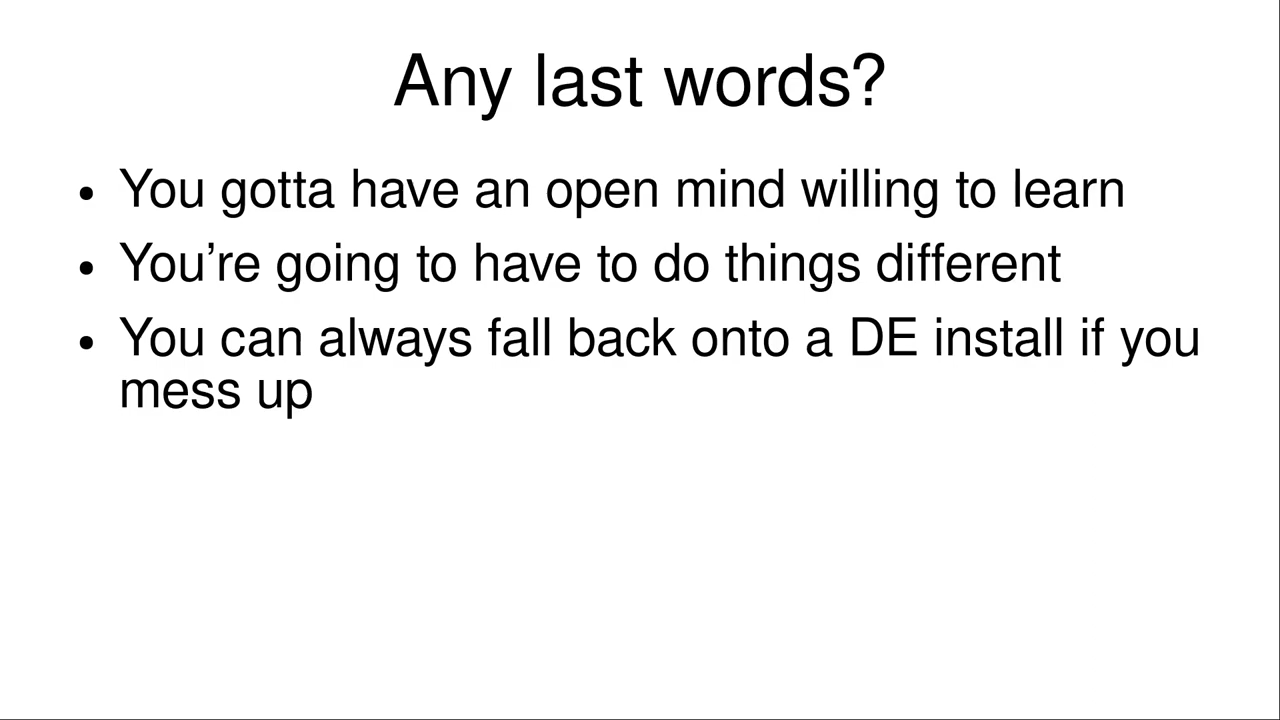 Any last words?
• You gotta have an open mind willing to learn
• You’re going to have to do things different
• You can always fall back onto a DE install if you
mess up